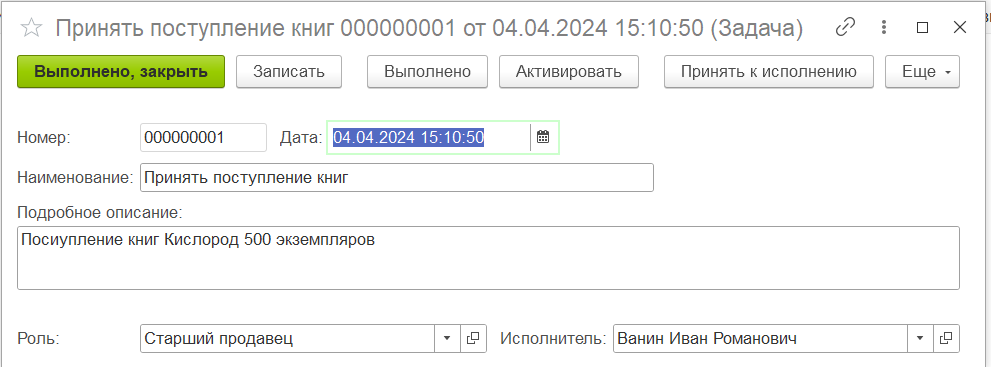 Принять поступление книг 000000001 от 04.04.2024 15:10:50 (Задача)
Выполнено, закрыть Записать Выполнено Активировать Принять к исполнению Еще
Номер: 000000001 Дата: 04.04.2024 15:10:50
Наименование: Принять поступление книг
Подробное описание:
Посиупление книг Кислород 500 экземпляров
Роль: Старший продавец Исполнитель: Ванин Иван Романович